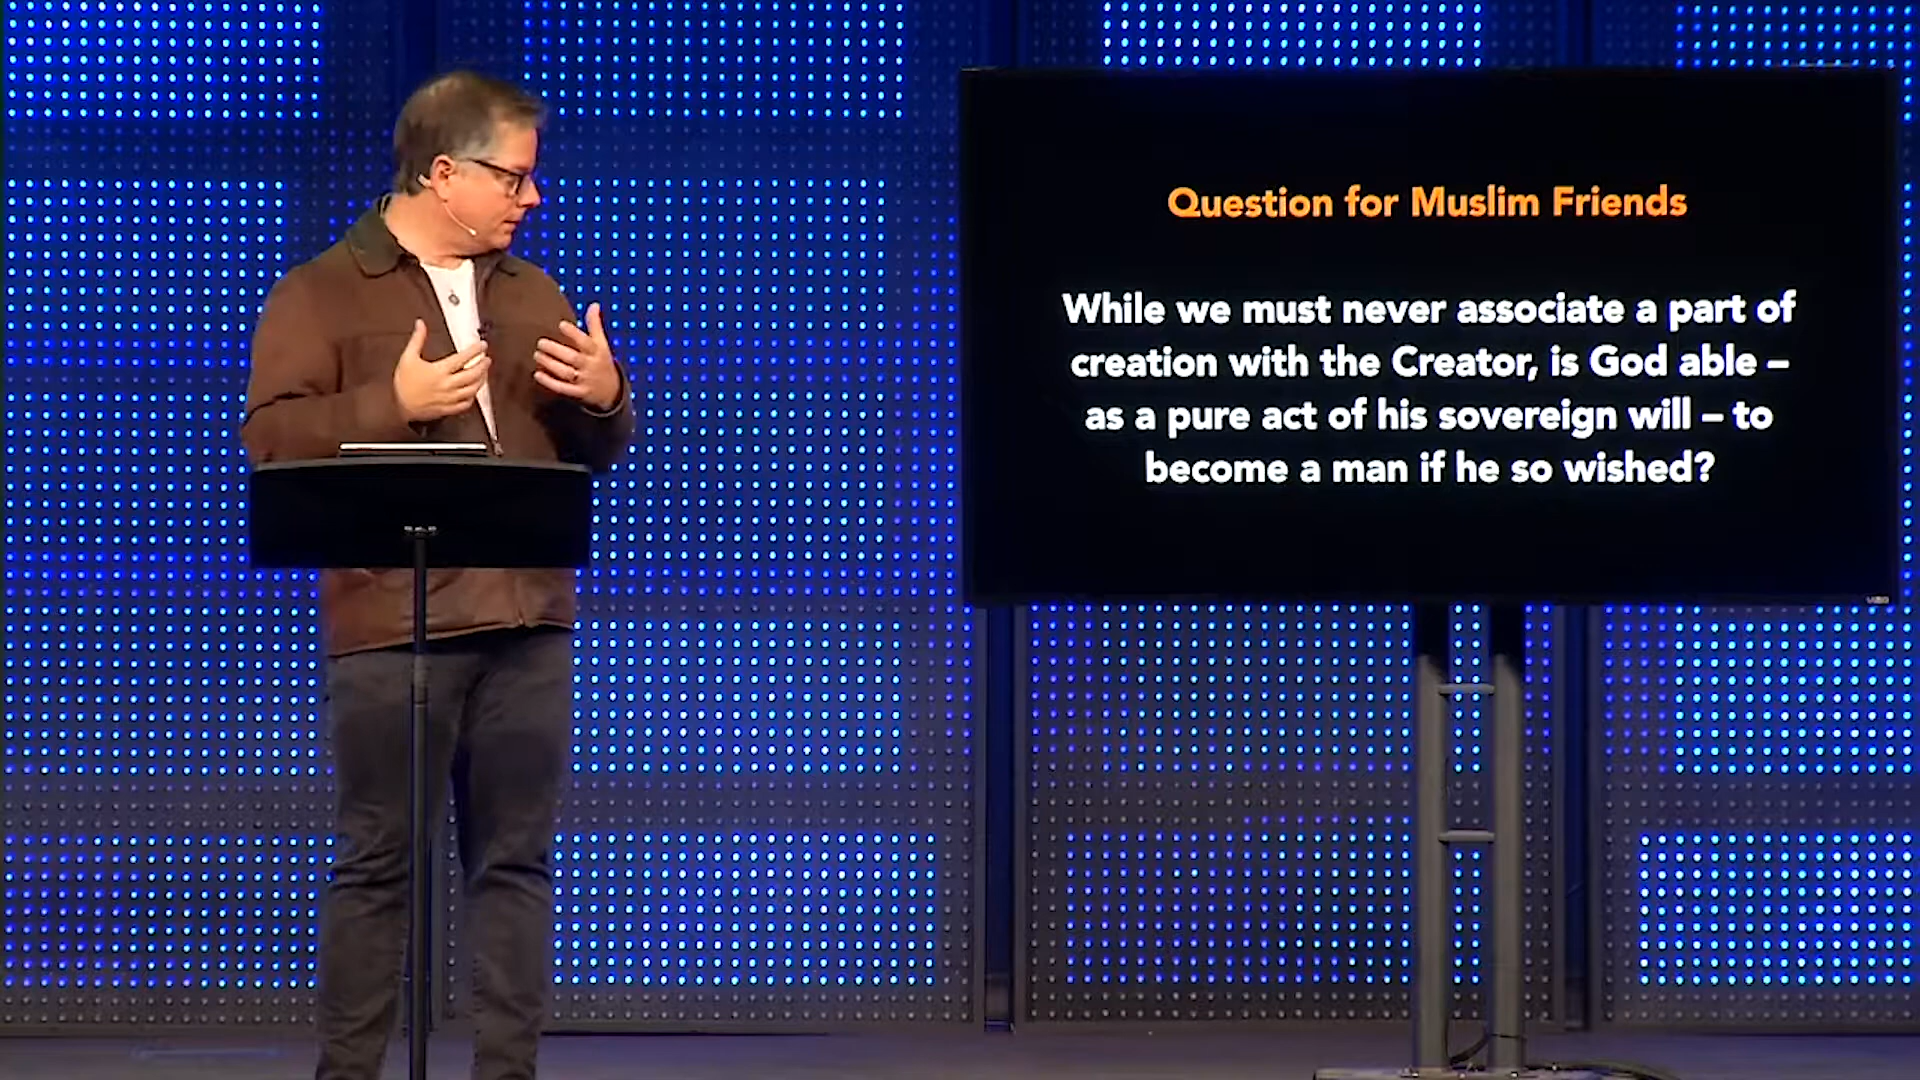 Question for Muslim Friends
While we must never associate a part of
creation with the Creator, is God able –
as a pure act of his sovereign will – to
become a man if he so wished?
VIZIO